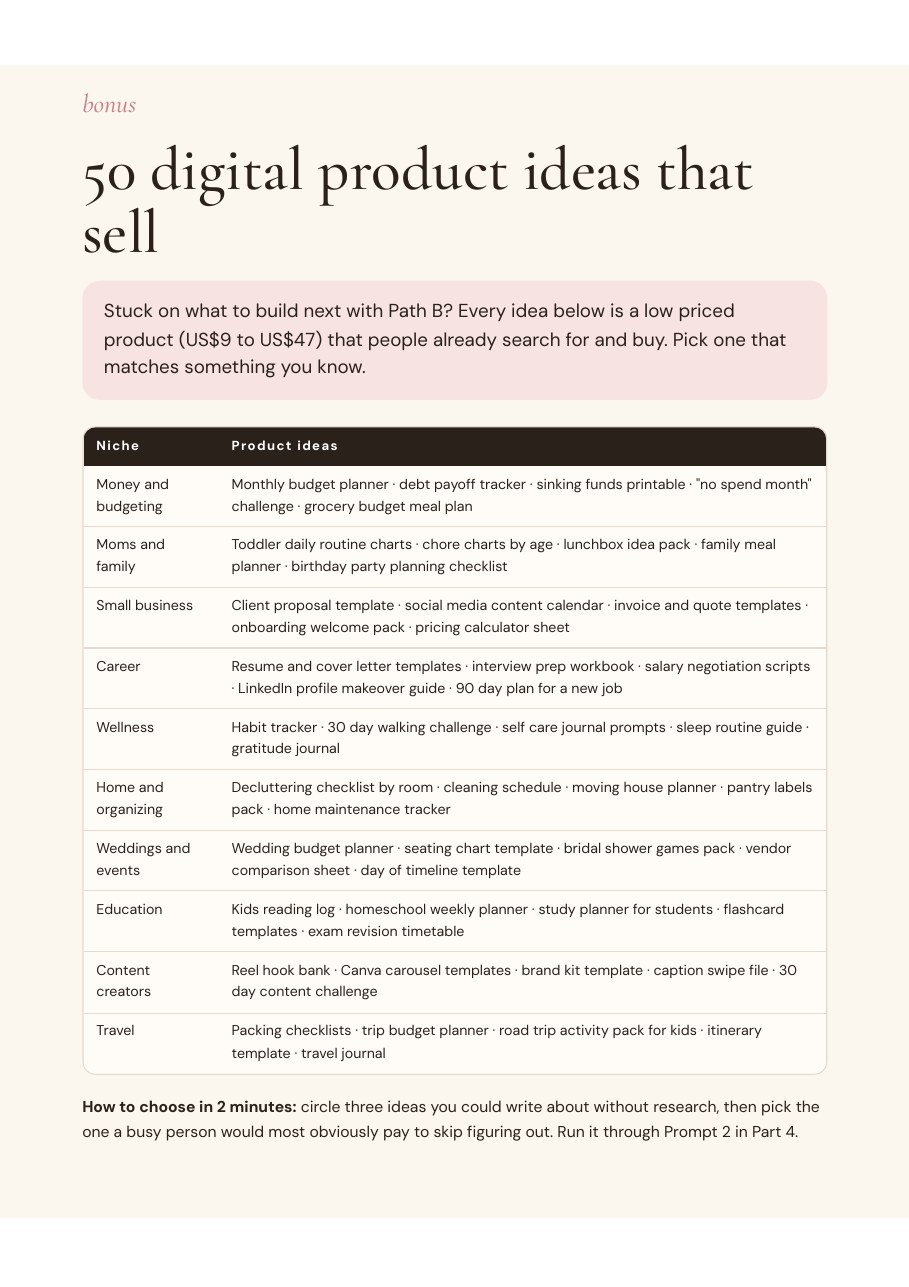 bonus
50 digital product ideas that
sell
Stuck on what to build next with Path B? Every idea below is a low priced
product (US$9 to US$47) that people already search for and buy. Pick one that
matches something you know.
Niche Product ideas
Money and Monthly budget planner · debt payoff tracker · sinking funds printable · "no spend month"
budgeting challenge · grocery budget meal plan
Moms and Toddler daily routine charts · chore charts by age · lunchbox idea pack · family meal
family planner · birthday party planning checklist
Small business Client proposal template · social media content calendar · invoice and quote templates ·
onboarding welcome pack · pricing calculator sheet
Career Resume and cover letter templates · interview prep workbook · salary negotiation scripts
· LinkedIn profile makeover guide · 90 day plan for a new job
Wellness Habit tracker · 30 day walking challenge · self care journal prompts · sleep routine guide ·
gratitude journal
Home and Decluttering checklist by room · cleaning schedule · moving house planner · pantry labels
organizing pack · home maintenance tracker
Weddings and Wedding budget planner · seating chart template · bridal shower games pack · vendor
events comparison sheet · day of timeline template
Education Kids reading log · homeschool weekly planner · study planner for students · flashcard
templates · exam revision timetable
Content Reel hook bank · Canva carousel templates · brand kit template · caption swipe file · 30
creators day content challenge
Travel Packing checklists · trip budget planner · road trip activity pack for kids · itinerary
template · travel journal
How to choose in 2 minutes: circle three ideas you could write about without research, then pick the
one a busy person would most obviously pay to skip figuring out. Run it through Prompt 2 in Part 4.